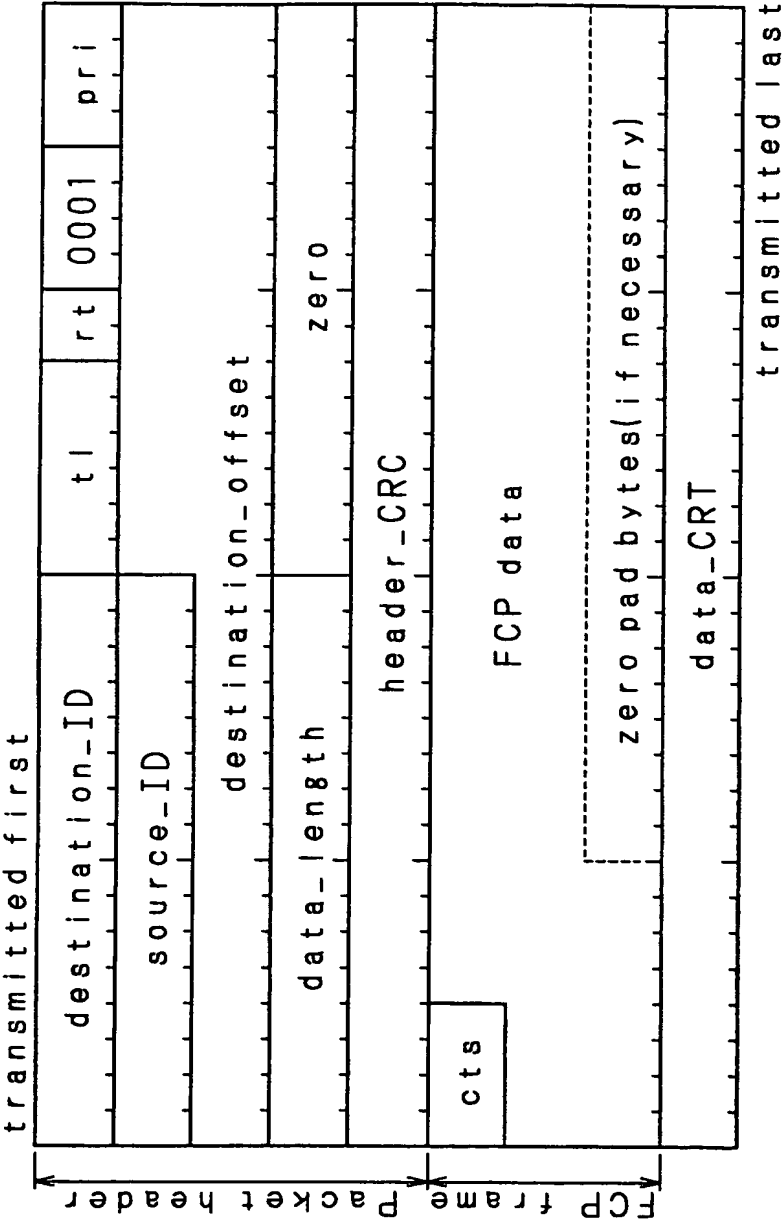 transmitted first
destination_ID tl rt 0001 pri
source_ID
destination_offset
data_length zero
header_CRC
cts
FCP data
zero pad bytes(if necessary)
data_CRT
transmitted last
Packet header
FCP frame